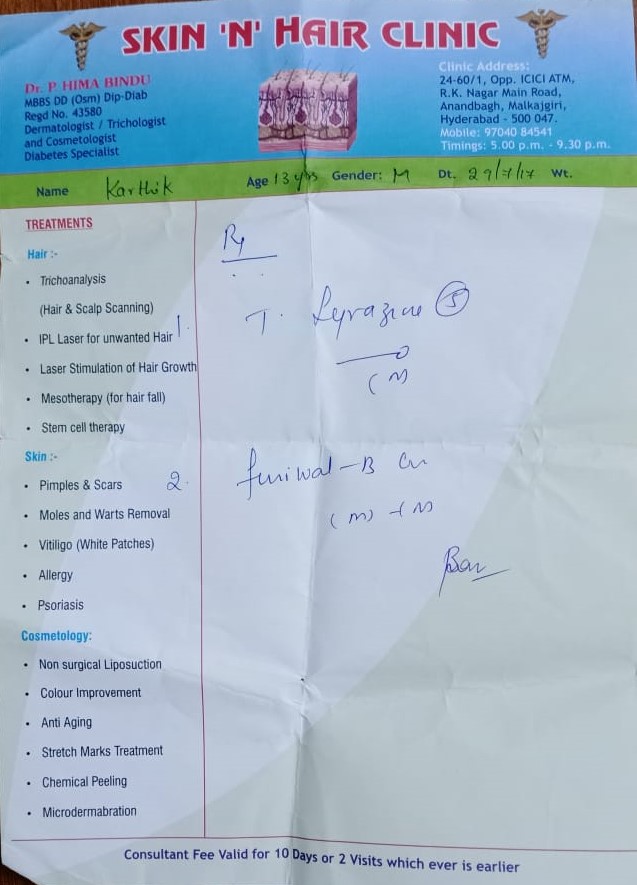 SKIN 'N' HAIR CLINIC
Dr. P. HIMA BINDU
MBBS DD (Osm) Dip-Diab
Regd No. 43580
Dermatologist / Trichologist
and Cosmetologist
Diabetes Specialist
Clinic Address:
24-60/1, Opp. ICICI ATM,
R.K. Nagar Main Road,
Anandbagh, Malkajgiri,
Hyderabad - 500 047.
Mobile: 97040 84541
Timings: 5.00 p.m. - 9.30 p.m.
Name Karthik Age 13 yrs Gender: M Dt. 29/7/17 Wt.
TREATMENTS
Hair :-
• Trichoanalysis
(Hair & Scalp Scanning)
• IPL Laser for unwanted Hair
• Laser Stimulation of Hair Growth
• Mesotherapy (for hair fall)
• Stem cell therapy
Skin :-
• Pimples & Scars
• Moles and Warts Removal
• Vitiligo (White Patches)
• Allergy
• Psoriasis
Cosmetology:
• Non surgical Liposuction
• Colour Improvement
• Anti Aging
• Stretch Marks Treatment
• Chemical Peeling
• Microdermabration
Rx
1. T. (5)
(N)
2. -B
(M) - (N)
Consultant Fee Valid for 10 Days or 2 Visits which ever is earlier